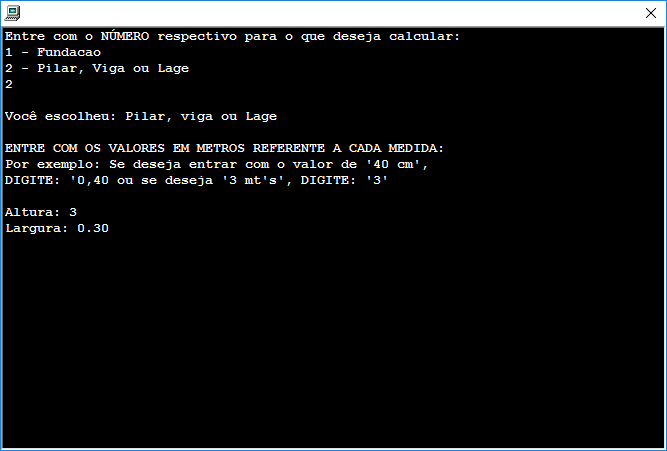 Entre com o NÚMERO respectivo para o que deseja calcular:
1 - Fundacao
2 - Pilar, Viga ou Lage
2
Você escolheu: Pilar, viga ou Lage
ENTRE COM OS VALORES EM METROS REFERENTE A CADA MEDIDA:
Por exemplo: Se deseja entrar com o valor de '40 cm',
DIGITE: '0,40 ou se deseja '3 mt's', DIGITE: '3'
Altura: 3
Largura: 0.30